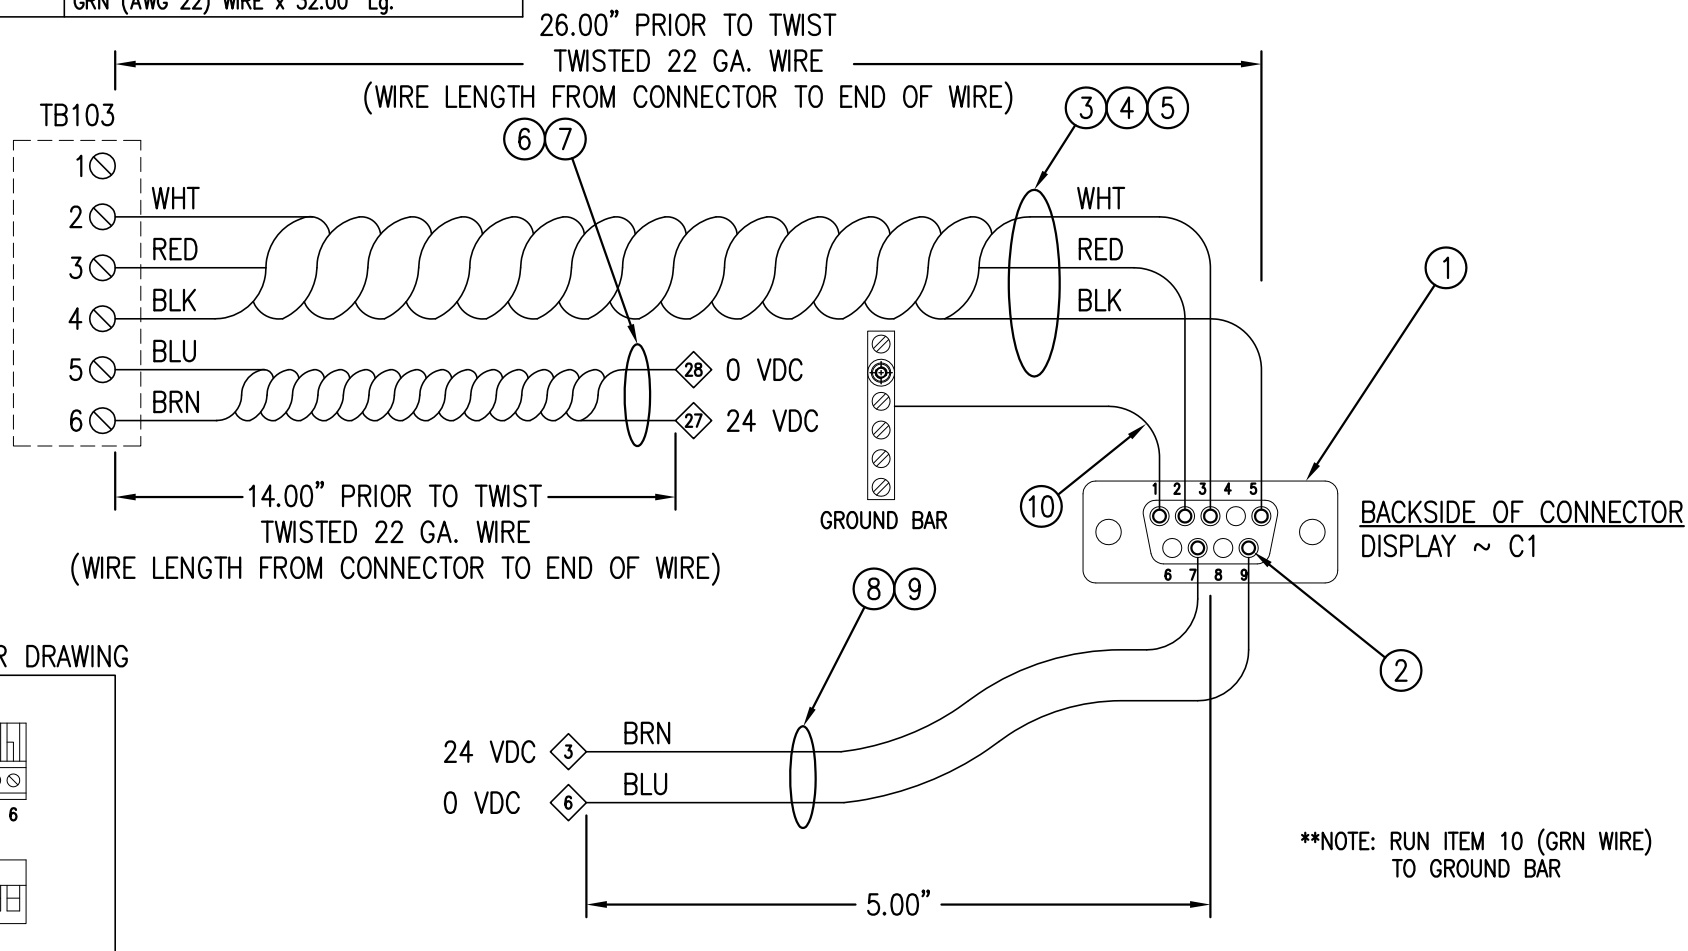 GRN (AWG 22) WIRE x 32.00" Lg.
26.00" PRIOR TO TWIST
TWISTED 22 GA. WIRE
(WIRE LENGTH FROM CONNECTOR TO END OF WIRE)
3 4 5
TB103
6 7
1
WHT
WHT
2
RED
RED
3
1
BLK
BLK
4
BLU
5
28 0 VDC
BRN
6
27 24 VDC
14.00" PRIOR TO TWIST
TWISTED 22 GA. WIRE
(WIRE LENGTH FROM CONNECTOR TO END OF WIRE)
GROUND BAR
10
1 2 3 4 5
6 7 8 9
BACKSIDE OF CONNECTOR
DISPLAY ~ C1
8 9
2
R DRAWING
6
24 VDC 3 BRN
0 VDC 6 BLU
5.00"
**NOTE: RUN ITEM 10 (GRN WIRE)
TO GROUND BAR